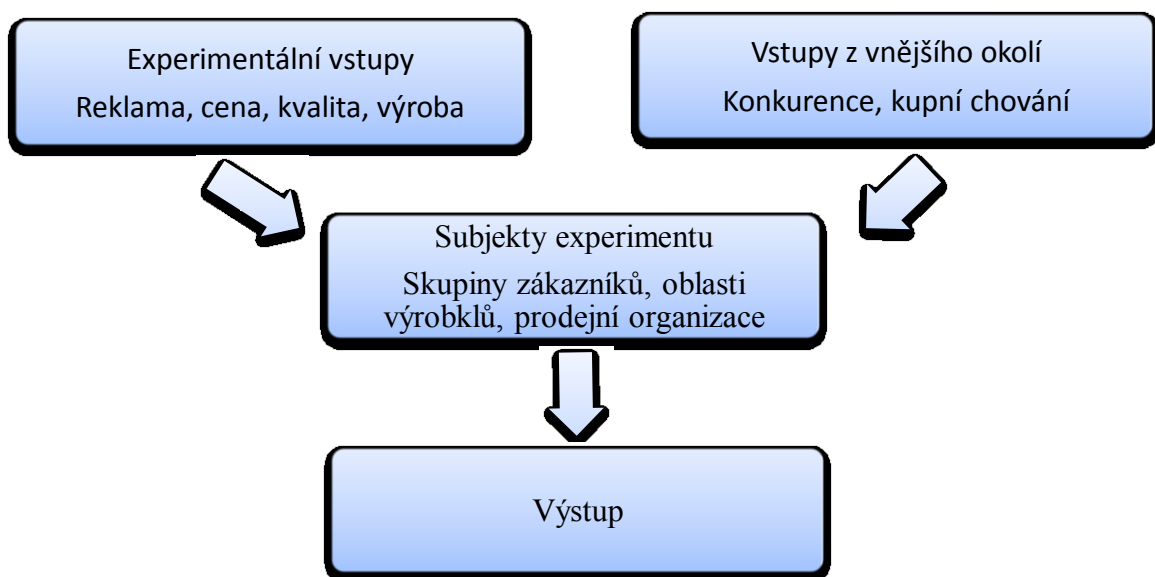 Experimentální vstupy
Reklama, cena, kvalita, výroba
Vstupy z vnějšího okolí
Konkurence, kupní chování
Subjekty experimentu
Skupiny zákazníků, oblasti
výrobklů, prodejní organizace
Výstup